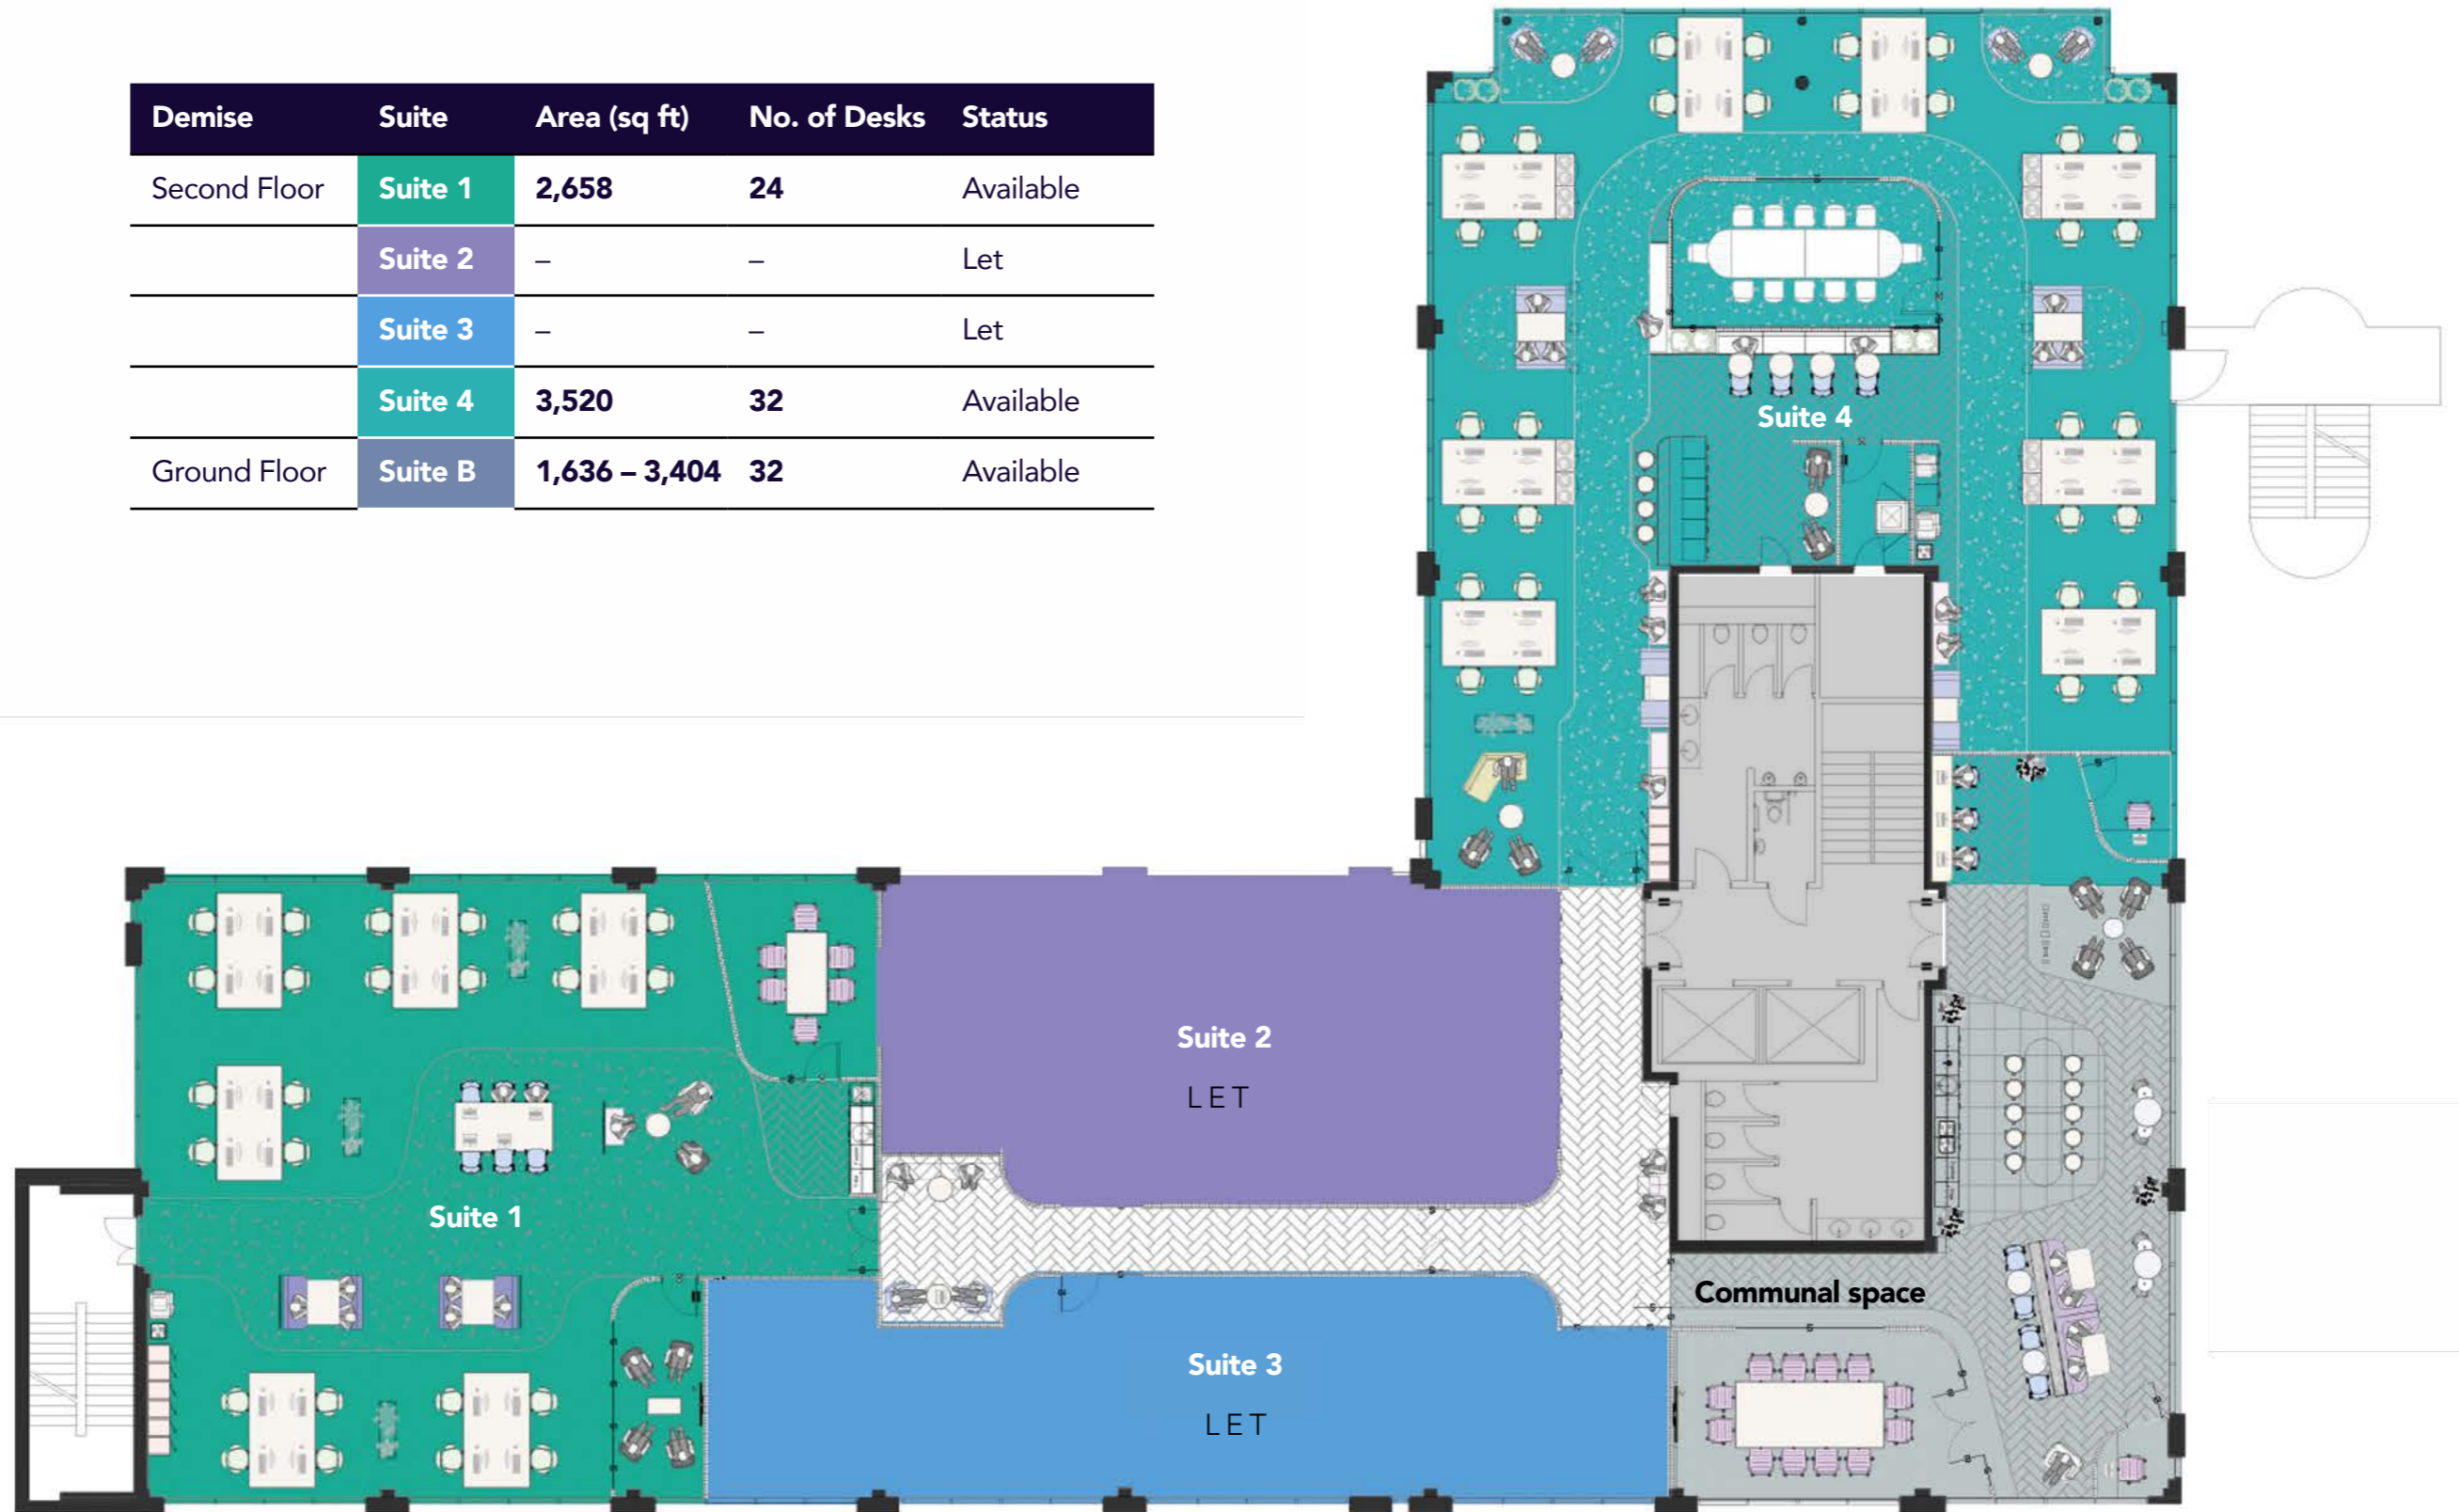 Demise Suite Area (sq ft) No. of Desks Status
Second Floor Suite 1 2,658 24 Available
Suite 2 – – Let
Suite 3 – – Let
Suite 4 3,520 32 Available
Ground Floor Suite B 1,636 – 3,404 32 Available
Suite 4
Suite 2
LET
Suite 1
Communal space
Suite 3
LET